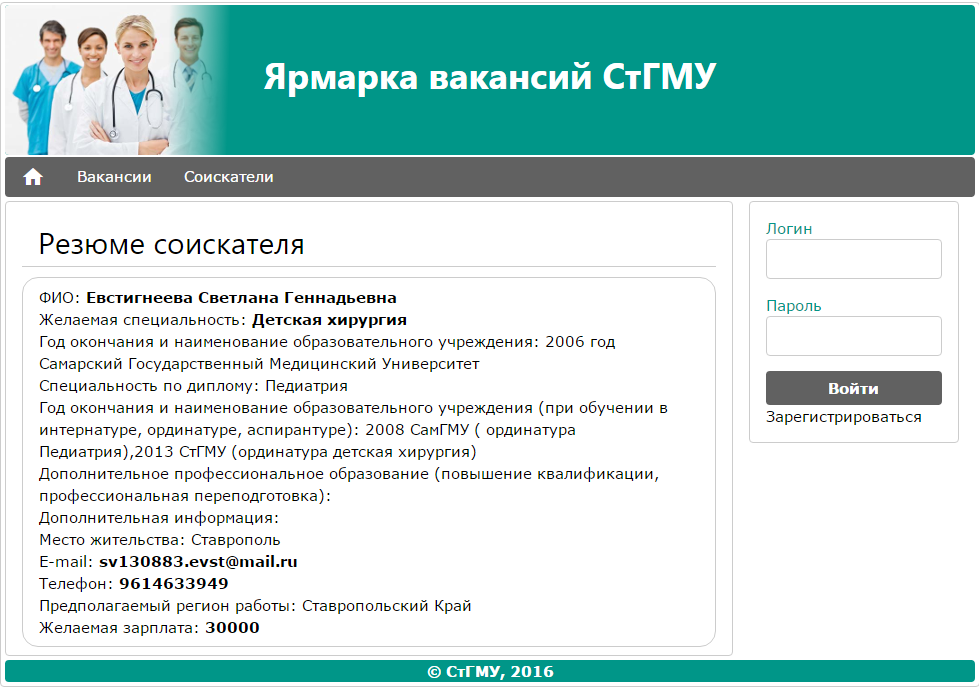 Ярмарка вакансий СтГМУ
Вакансии Соискатели
Резюме соискателя
ФИО: Евстигнеева Светлана Геннадьевна
Желаемая специальность: Детская хирургия
Год окончания и наименование образовательного учреждения: 2006 год
Самарский Государственный Медицинский Университет
Специальность по диплому: Педиатрия
Год окончания и наименование образовательного учреждения (при обучении в
интернатуре, ординатуре, аспирантуре): 2008 СамГМУ ( ординатура
Педиатрия),2013 СтГМУ (ординатура детская хирургия)
Дополнительное профессиональное образование (повышение квалификации,
профессиональная переподготовка):
Дополнительная информация:
Место жительства: Ставрополь
E-mail: sv130883.evst@mail.ru
Телефон: 9614633949
Предполагаемый регион работы: Ставропольский Край
Желаемая зарплата: 30000
Логин
Пароль
Войти
Зарегистрироваться
© СтГМУ, 2016